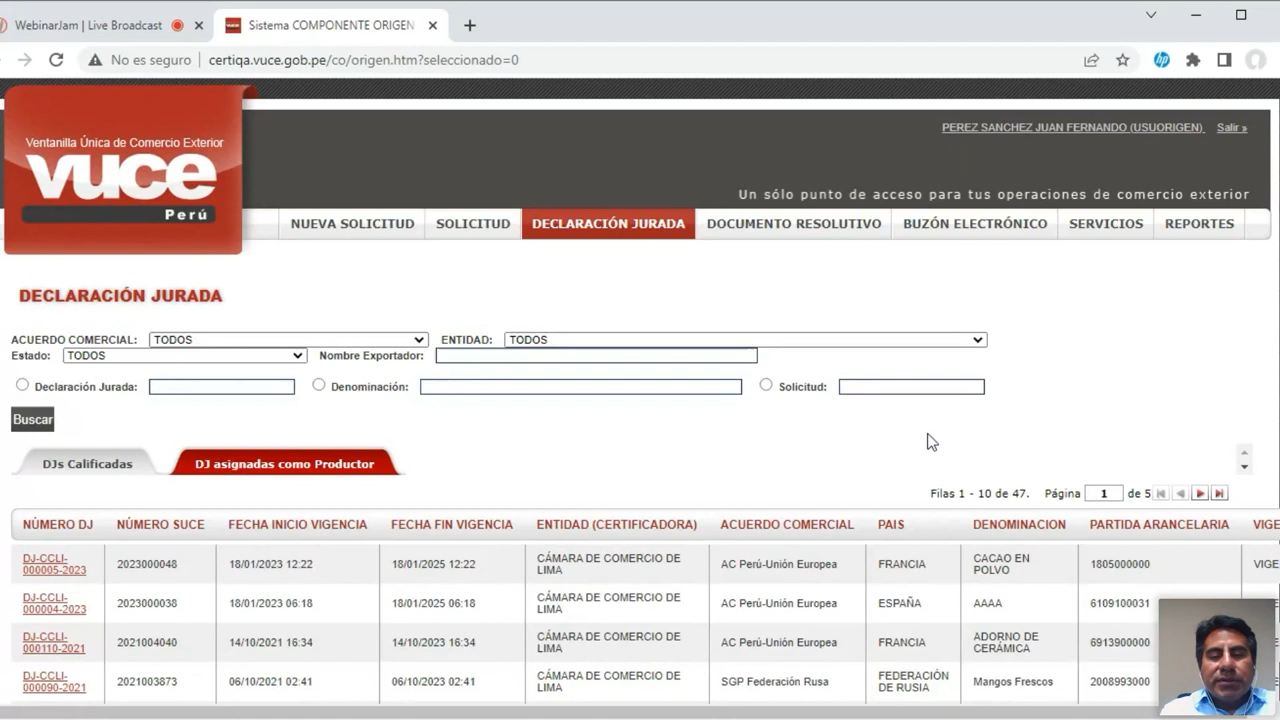 WebinarJam | Live Broadcast
Sistema COMPONENTE ORIGEN
No es seguro
certiqa.vuce.gob.pe/co/origen.htm?seleccionado=0
hp
Ventanilla Única de Comercio Exterior
vuce
Perú
PEREZ SANCHEZ JUAN FERNANDO (USUORIGEN) Salir »
Un sólo punto de acceso para tus operaciones de comercio exterior
NUEVA SOLICITUD SOLICITUD DECLARACIÓN JURADA DOCUMENTO RESOLUTIVO BUZÓN ELECTRÓNICO SERVICIOS REPORTES
DECLARACIÓN JURADA
ACUERDO COMERCIAL: TODOS ENTIDAD: TODOS
Estado: TODOS Nombre Exportador:
Declaración Jurada: Denominación: Solicitud:
Buscar
DJs Calificadas DJ asignadas como Productor
Filas 1 - 10 de 47. Página 1 de 5
NÚMERO DJ NÚMERO SUCE FECHA INICIO VIGENCIA FECHA FIN VIGENCIA ENTIDAD (CERTIFICADORA) ACUERDO COMERCIAL PAIS DENOMINACION PARTIDA ARANCELARIA VIGE
DJ-CCLI-000005-2023 2023000048 18/01/2023 12:22 18/01/2025 12:22 CÁMARA DE COMERCIO DE LIMA AC Perú-Unión Europea FRANCIA CACAO EN POLVO 1805000000 VIGE
DJ-CCLI-000004-2023 2023000038 18/01/2023 06:18 18/01/2025 06:18 CÁMARA DE COMERCIO DE LIMA AC Perú-Unión Europea ESPAÑA AAAA 6109100031
DJ-CCLI-000110-2021 2021004040 14/10/2021 16:34 14/10/2023 16:34 CÁMARA DE COMERCIO DE LIMA AC Perú-Unión Europea FRANCIA ADORNO DE CERÁMICA 6913900000
DJ-CCLI-000090-2021 2021003873 06/10/2021 02:41 06/10/2023 02:41 CÁMARA DE COMERCIO DE LIMA SGP Federación Rusa FEDERACIÓN DE RUSIA Mangos Frescos 2008993000